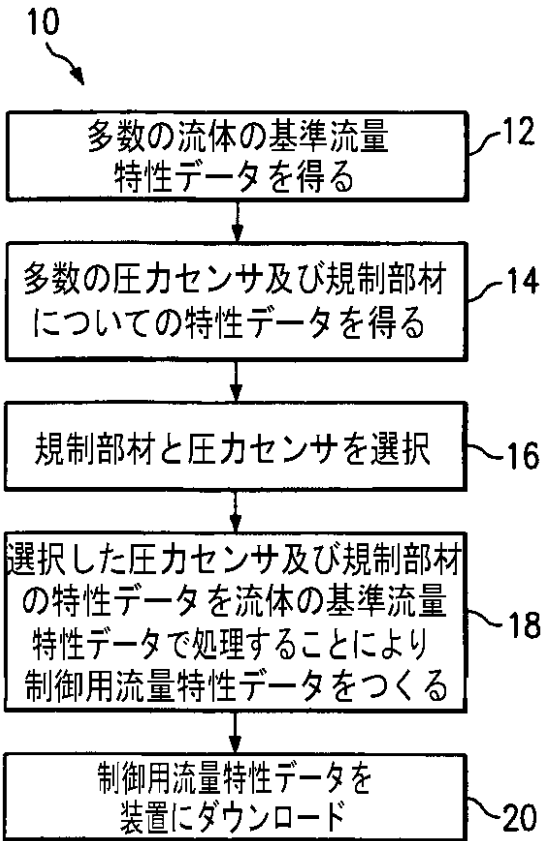 10
多数の流体の基準流量
特性データを得る
12
多数の圧力センサ及び規制部材
についての特性データを得る
14
規制部材と圧力センサを選択
16
選択した圧力センサ及び規制部材
の特性データを流体の基準流量
特性データで処理することにより
制御用流量特性データをつくる
18
制御用流量特性データを
装置にダウンロード
20